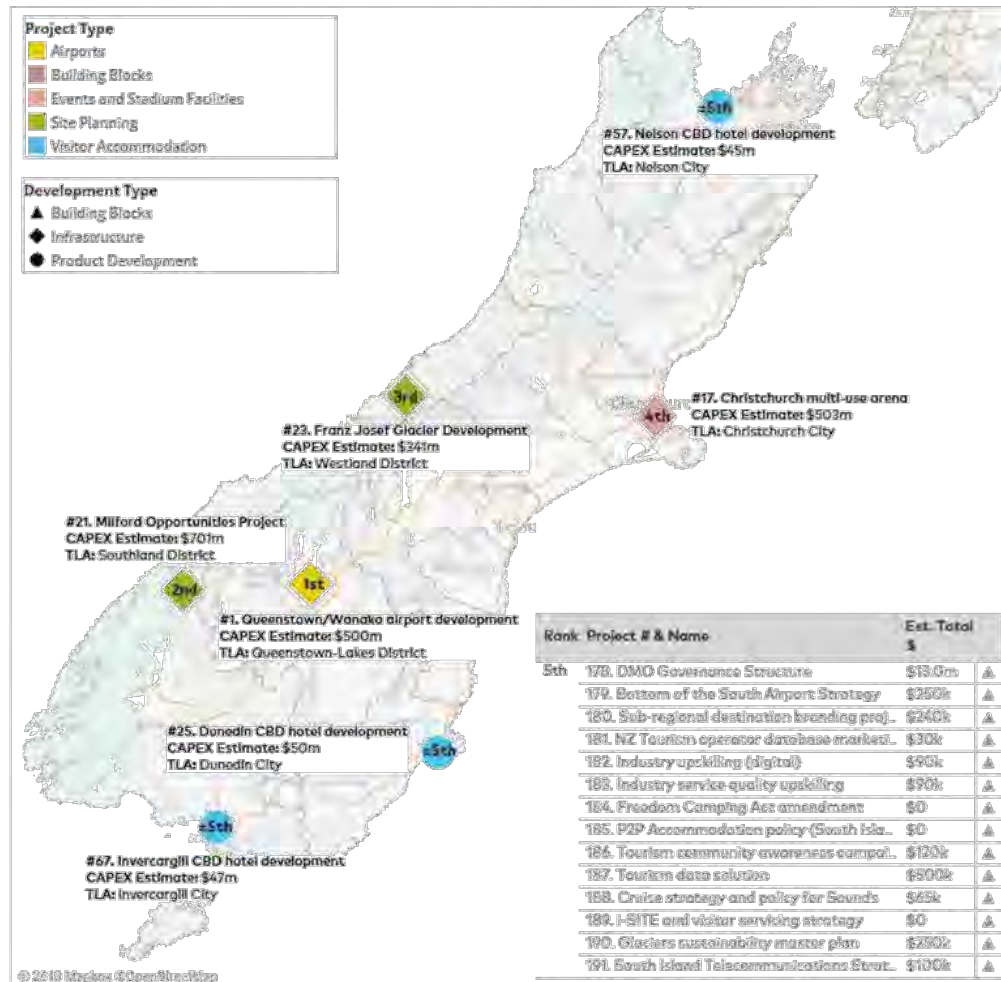 Project Type
Airports
Building Blocks
Events and Stadium Facilities
Site Planning
Visitor Accommodation
Development Type
Building Blocks
Infrastructure
Product Development
=5th
#57. Nelson CBD hotel development
CAPEX Estimate: $45m
TLA: Nelson City
3rd
#23. Franz Josef Glacier Development
CAPEX Estimate: $341m
TLA: Westland District
4th
#17. Christchurch multi-use arena
CAPEX Estimate: $503m
TLA: Christchurch City
#21. Milford Opportunities Project
CAPEX Estimate: $701m
TLA: Southland District
2nd
1st
#1. Queenstown/Wanaka airport development
CAPEX Estimate: $500m
TLA: Queenstown-Lakes District
#25. Dunedin CBD hotel development
CAPEX Estimate: $50m
TLA: Dunedin City
=5th
=5th
#67. Invercargill CBD hotel development
CAPEX Estimate: $47m
TLA: Invercargill City
Rank Project # & Name Est. Total $
5th 178. DMO Governance Structure $13.0m
179. Bottom of the South Airport Strategy $250k
180. Sub-regional destination branding proj.. $240k
181. NZ Tourism operator database marketi.. $30k
182. Industry upskilling (digital) $90k
183. Industry service quality upskilling $90k
184. Freedom Camping Act amendment $0
185. P2P Accommodation policy (South Isla.. $0
186. Tourism community awareness campai.. $120k
187. Tourism data solution $500k
188. Cruise strategy and policy for Sounds $65k
189. I-SITE and visitor servicing strategy $0
190. Glaciers sustainability master plan
191. South Island Telecommunications Strat.. $100k
© 2018 Mapbox © OpenStreetMap